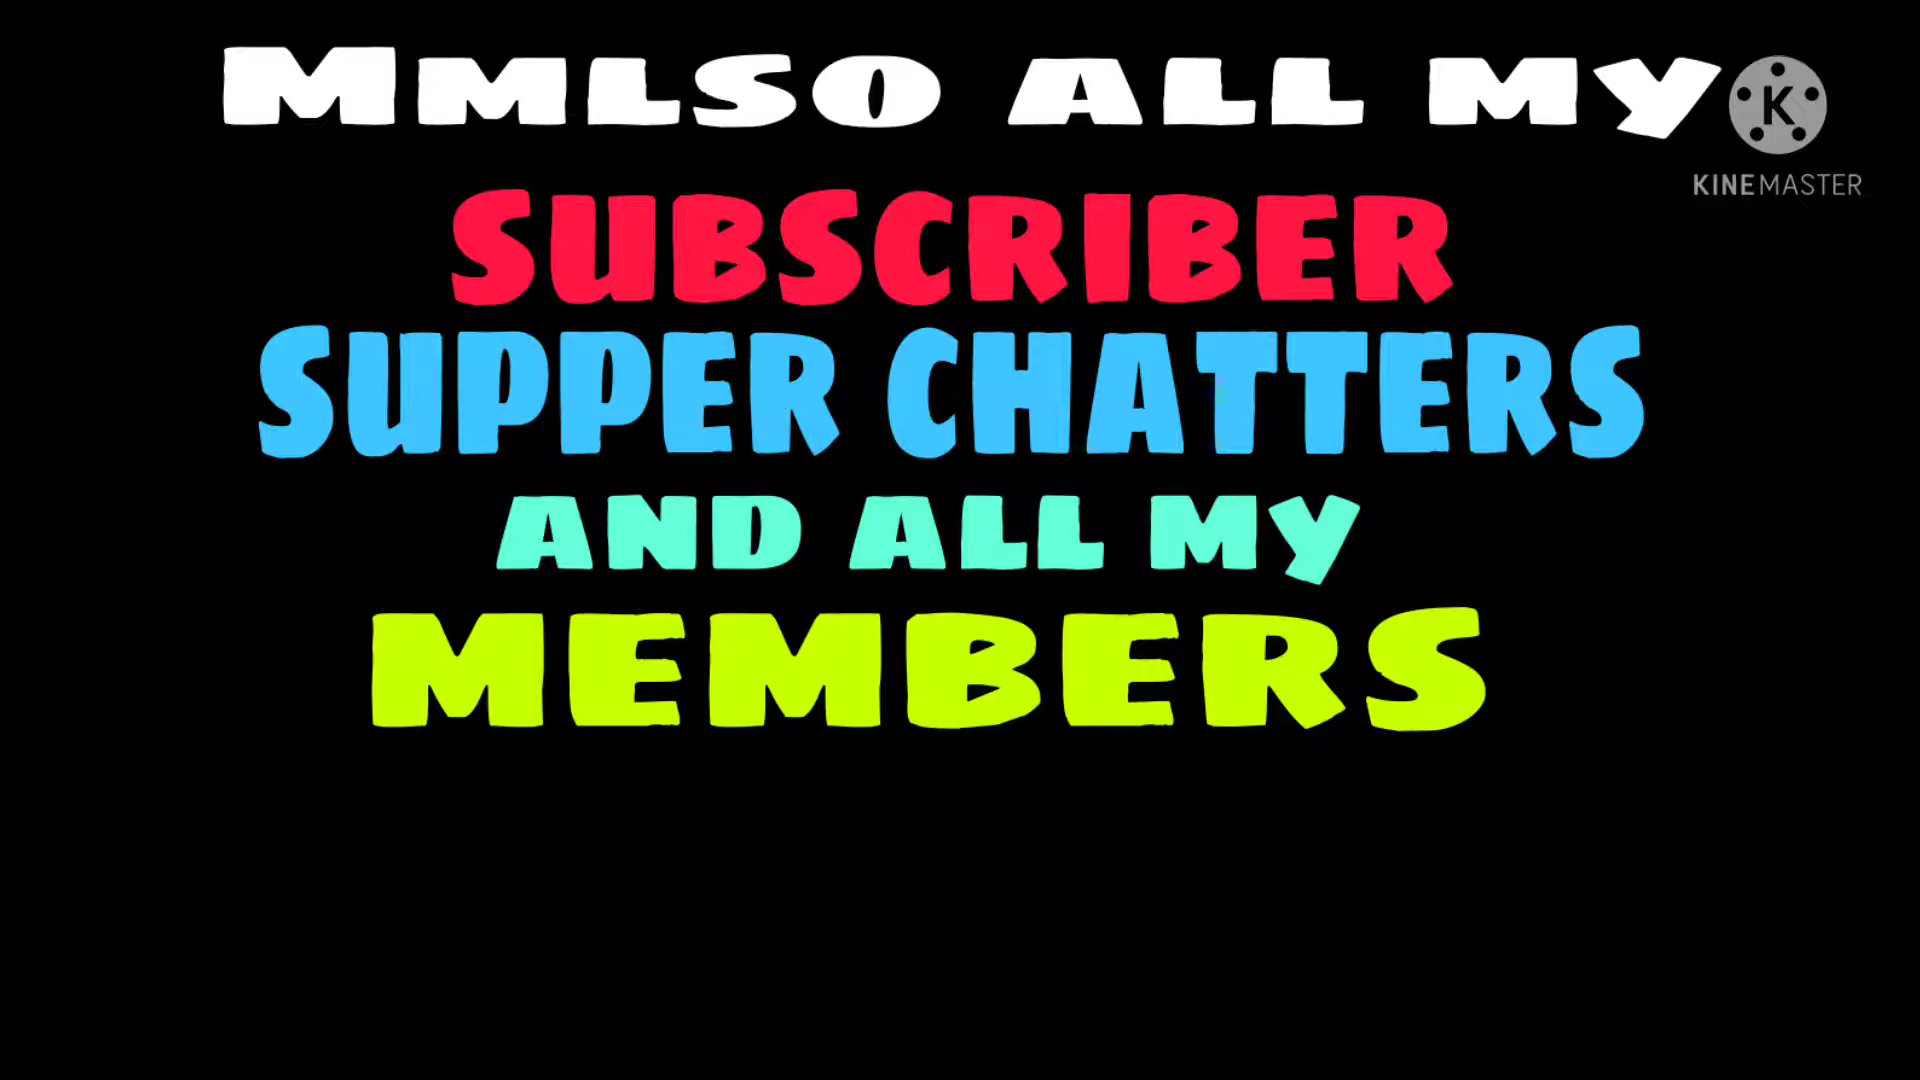 Mmlso all my
KINEMASTER
SUBSCRIBER
SUPPER CHATTERS
AND ALL MY
MEMBERS